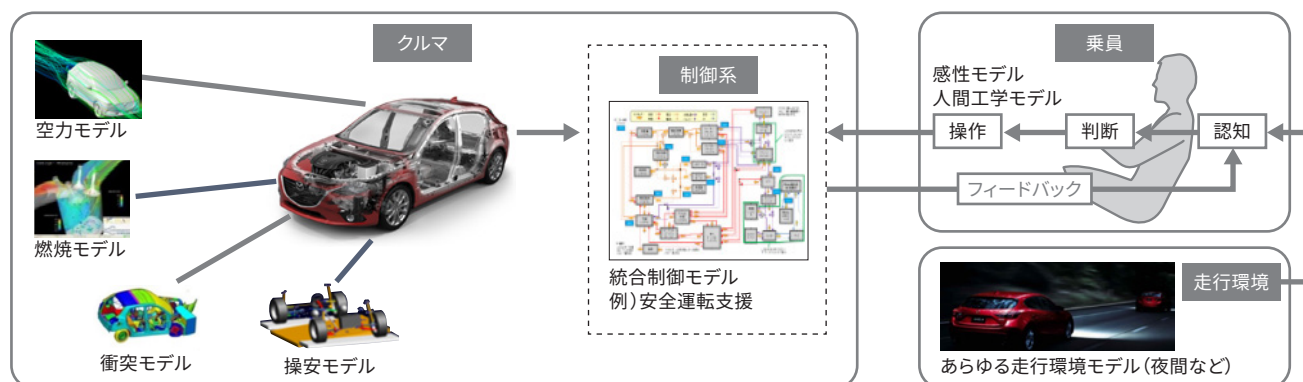 クルマ
空力モデル
燃焼モデル
衝突モデル
操安モデル
制御系
統合制御モデル
例）安全運転支援
乗員
感性モデル
人間工学モデル
操作
判断
認知
フィードバック
走行環境
あらゆる走行環境モデル（夜間など）